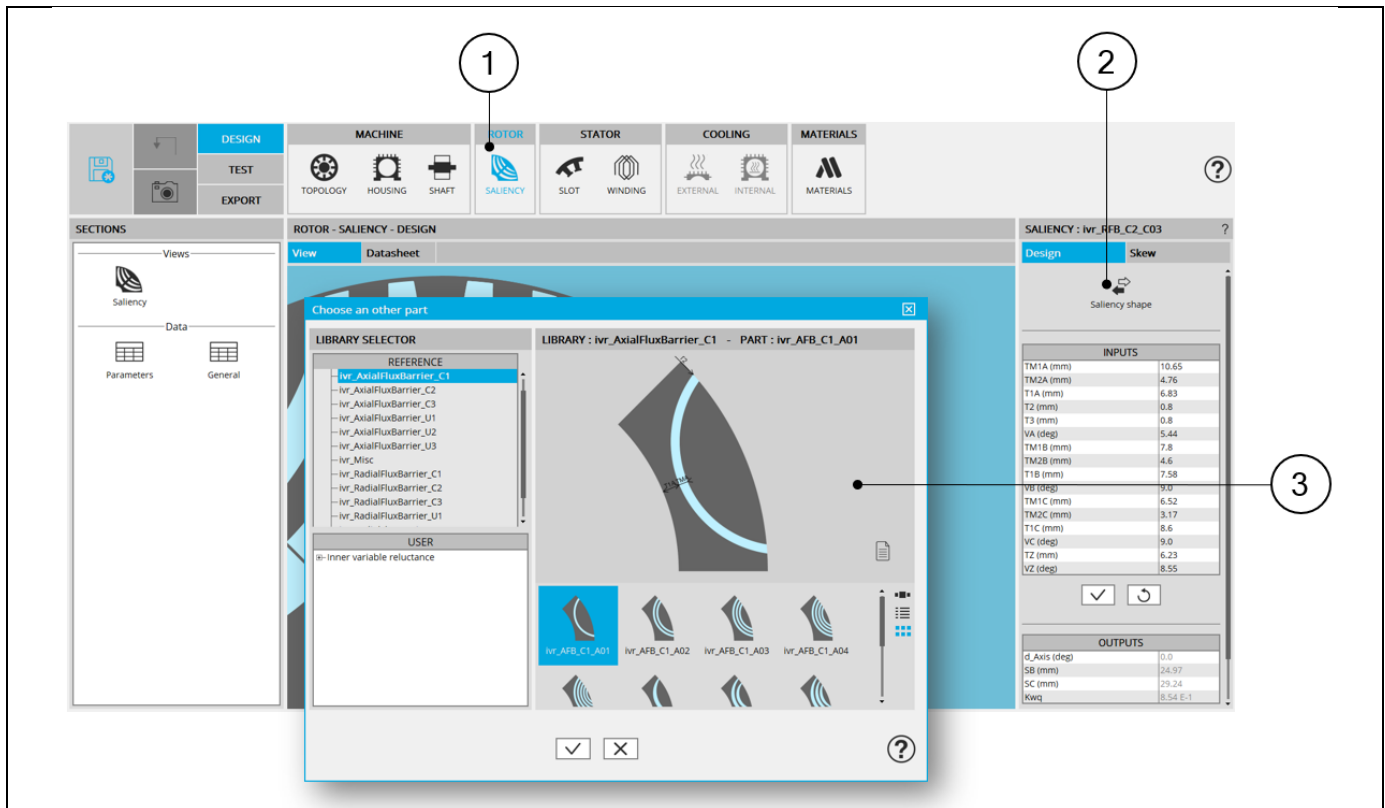 1
2
DESIGN
TEST
EXPORT
MACHINE
ROTOR
STATOR
COOLING
MATERIALS
TOPOLOGY
HOUSING
SHAFT
SALIENCY
SLOT
WINDING
EXTERNAL
INTERNAL
MATERIALS
?
SECTIONS
Views
Saliency
Data
Parameters
General
ROTOR - SALIENCY - DESIGN
View
Datasheet
Choose an other part
LIBRARY SELECTOR
REFERENCE
ivr_AxialFluxBarrier_C1
ivr_AxialFluxBarrier_C2
ivr_AxialFluxBarrier_C3
ivr_AxialFluxBarrier_U1
ivr_AxialFluxBarrier_U2
ivr_AxialFluxBarrier_U3
ivr_Misc
ivr_RadialFluxBarrier_C1
ivr_RadialFluxBarrier_C2
ivr_RadialFluxBarrier_C3
ivr_RadialFluxBarrier_U1
USER
Inner variable reluctance
LIBRARY : ivr_AxialFluxBarrier_C1 - PART : ivr_AFB_C1_A01
ivr_AFB_C1_A01
ivr_AFB_C1_A02
ivr_AFB_C1_A03
ivr_AFB_C1_A04
?
SALIENCY : ivr_RFB_C2_C03 ?
Design
Skew
Saliency shape
INPUTS
TM1A (mm) 10.65
TM2A (mm) 4.76
T1A (mm) 6.83
T2 (mm) 0.8
T3 (mm) 0.8
VA (deg) 5.44
TM1B (mm) 7.8
TM2B (mm) 4.6
T1B (mm) 7.58
VB (deg) 9.0
TM1C (mm) 6.52
TM2C (mm) 3.17
T1C (mm) 8.6
VC (deg) 9.0
TZ (mm) 6.23
VZ (deg) 8.55
OUTPUTS
d_Axis (deg) 0.0
SB (mm) 24.97
SC (mm) 29.24
Kwq 8.54 E-1
3